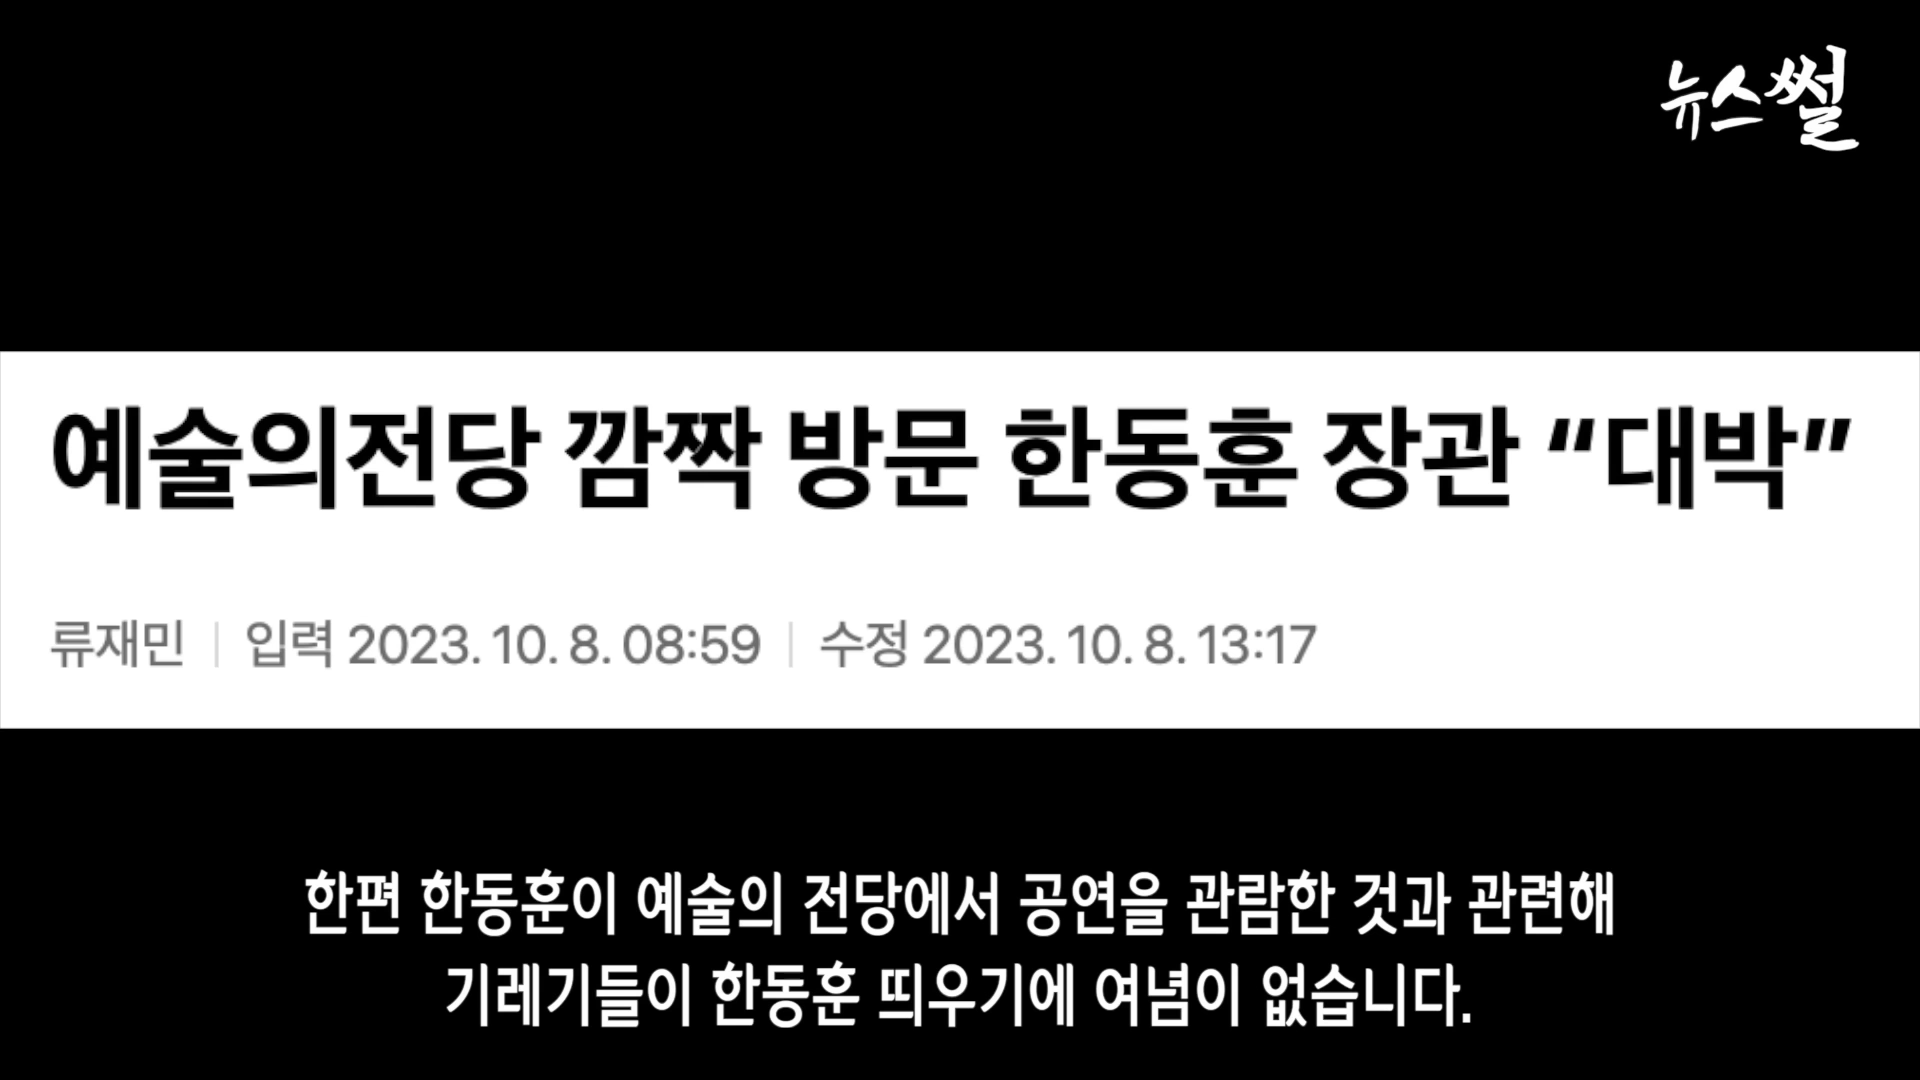 뉴스썰
예술의전당 깜짝 방문 한동훈 장관 “대박”
류재민 | 입력 2023. 10. 8. 08:59 | 수정 2023. 10. 8. 13:17
한편 한동훈이 예술의 전당에서 공연을 관람한 것과 관련해
기레기들이 한동훈 띄우기에 여념이 없습니다.